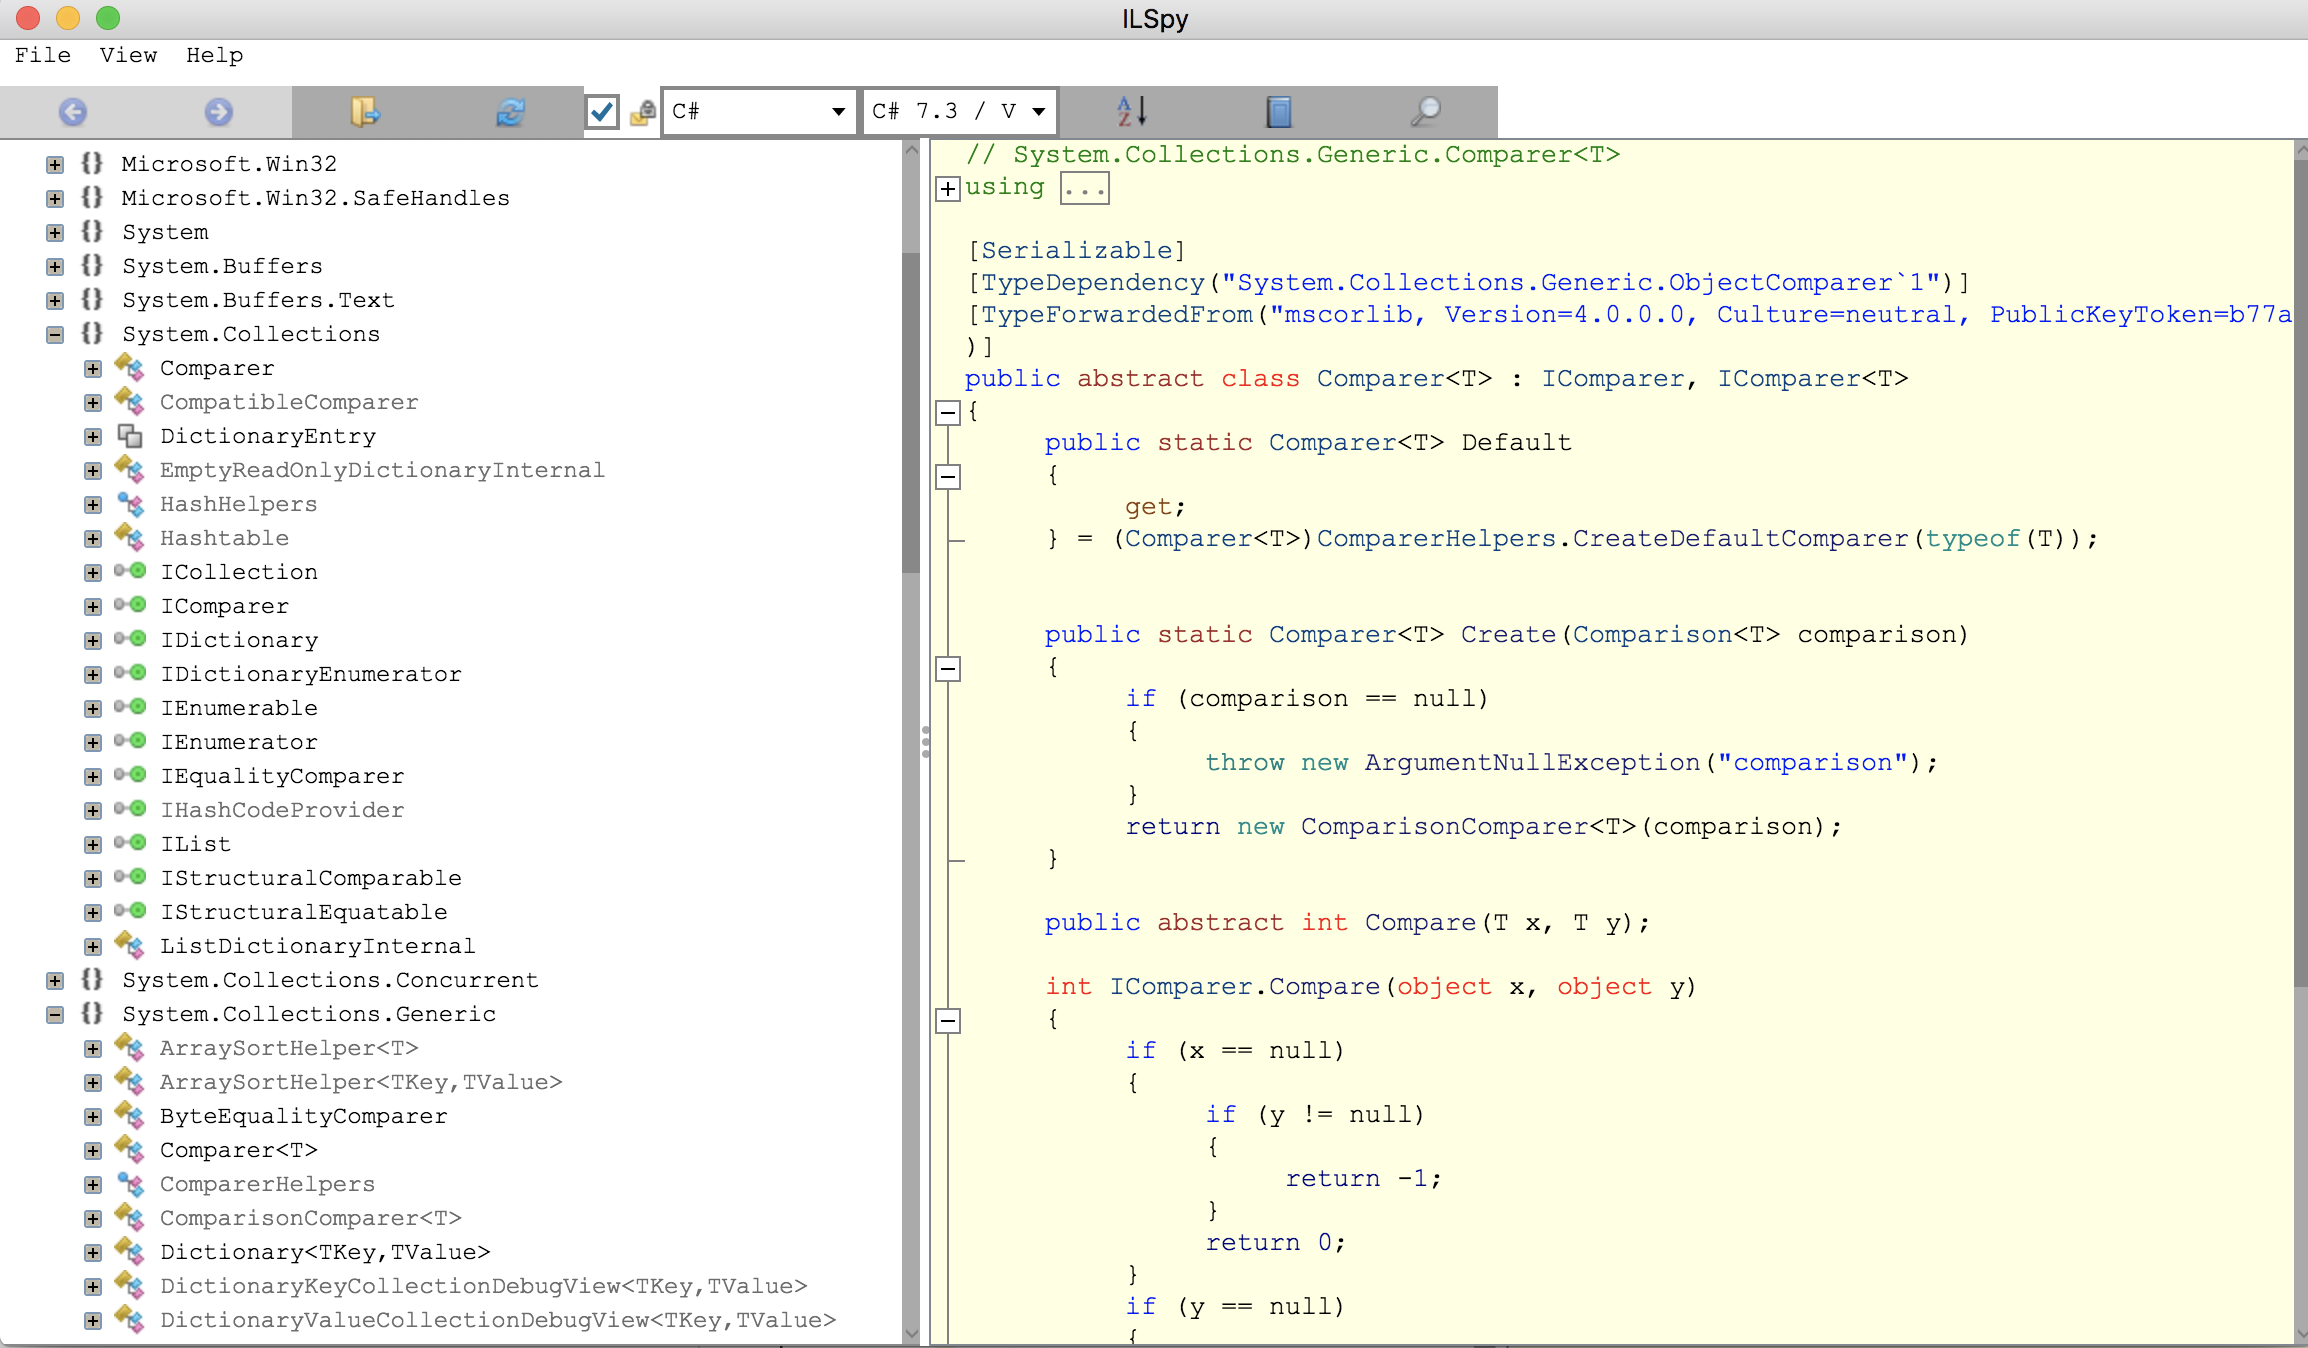 ILSpy
File View Help
C# C# 7.3 / V
Microsoft.Win32
Microsoft.Win32.SafeHandles
System
System.Buffers
System.Buffers.Text
System.Collections
Comparer
CompatibleComparer
DictionaryEntry
EmptyReadOnlyDictionaryInternal
HashHelpers
Hashtable
ICollection
IComparer
IDictionary
IDictionaryEnumerator
IEnumerable
IEnumerator
IEqualityComparer
IHashCodeProvider
IList
IStructuralComparable
IStructuralEquatable
ListDictionaryInternal
System.Collections.Concurrent
System.Collections.Generic
ArraySortHelper<T>
ArraySortHelper<TKey,TValue>
ByteEqualityComparer
Comparer<T>
ComparerHelpers
ComparisonComparer<T>
Dictionary<TKey,TValue>
DictionaryKeyCollectionDebugView<TKey,TValue>
DictionaryValueCollectionDebugView<TKey,TValue>
// System.Collections.Generic.Comparer<T>
using ...
[Serializable]
[TypeDependency("System.Collections.Generic.ObjectComparer`1")]
[TypeForwardedFrom("mscorlib, Version=4.0.0.0, Culture=neutral, PublicKeyToken=b77a
)]
public abstract class Comparer<T> : IComparer, IComparer<T>
{
public static Comparer<T> Default
{
get;
} = (Comparer<T>)ComparerHelpers.CreateDefaultComparer(typeof(T));
public static Comparer<T> Create(Comparison<T> comparison)
{
if (comparison == null)
{
throw new ArgumentNullException("comparison");
}
return new ComparisonComparer<T>(comparison);
}
public abstract int Compare(T x, T y);
int IComparer.Compare(object x, object y)
{
if (x == null)
{
if (y != null)
{
return -1;
}
return 0;
}
if (y == null)
{